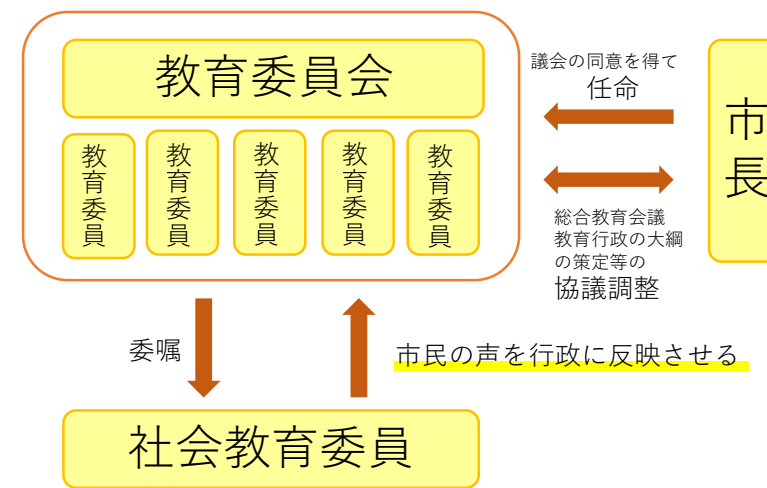 教育委員会
教育委員
教育委員
教育委員
教育委員
教育委員
議会の同意を得て
任命
市長
総合教育会議
教育行政の大綱
の策定等の
協議調整
委嘱
市民の声を行政に反映させる
社会教育委員